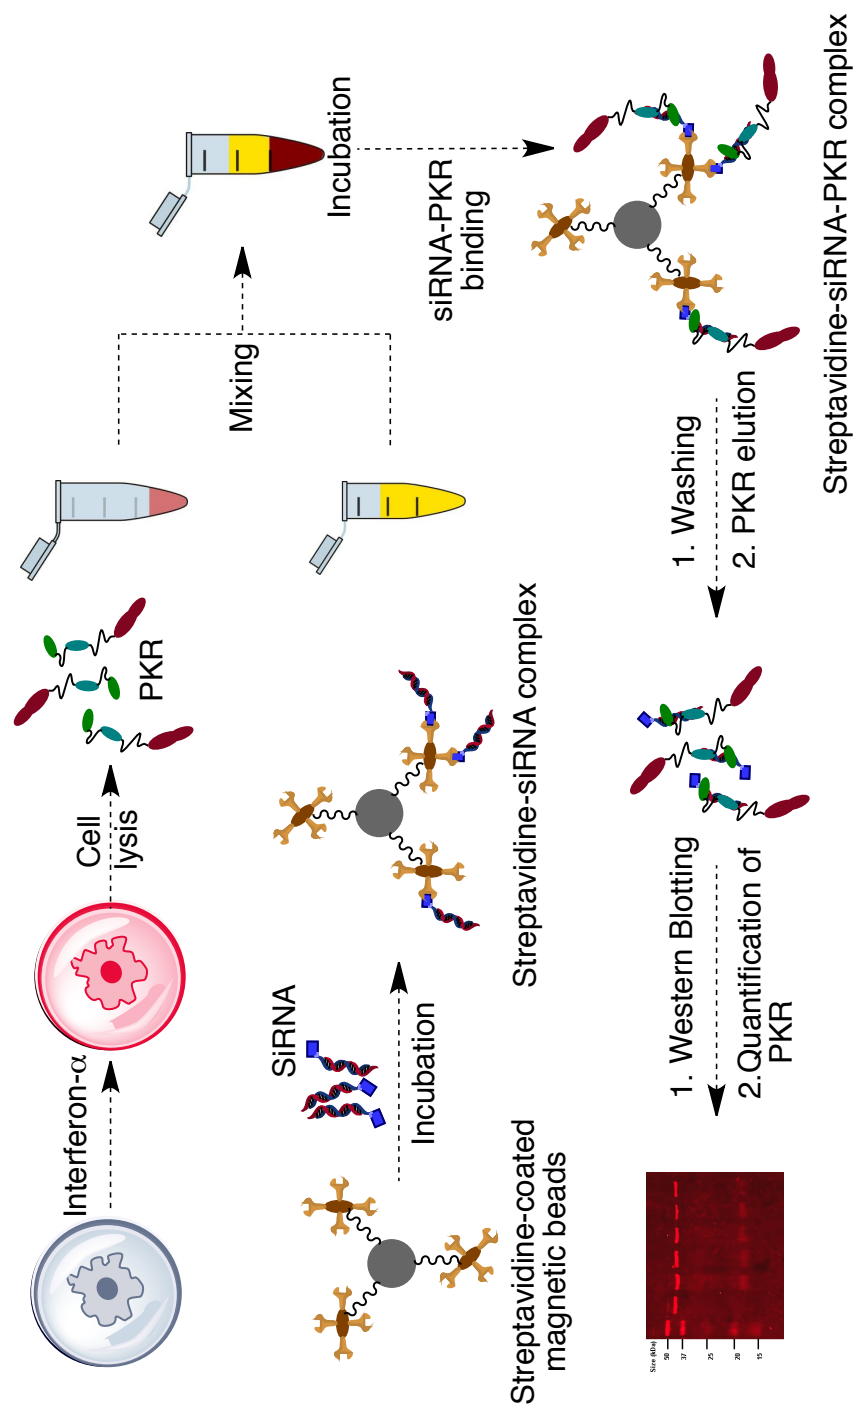 Interferon-α
Cell
lysis
PKR
Mixing
Incubation
siRNA-PKR
binding
Streptavidine-coated
magnetic beads
SiRNA
Incubation
Streptavidine-siRNA complex
Streptavidine-siRNA-PKR complex
1. Washing
2. PKR elution
1. Western Blotting
2.Quantification of
PKR
Size (kDa)
50
37
25
20
15